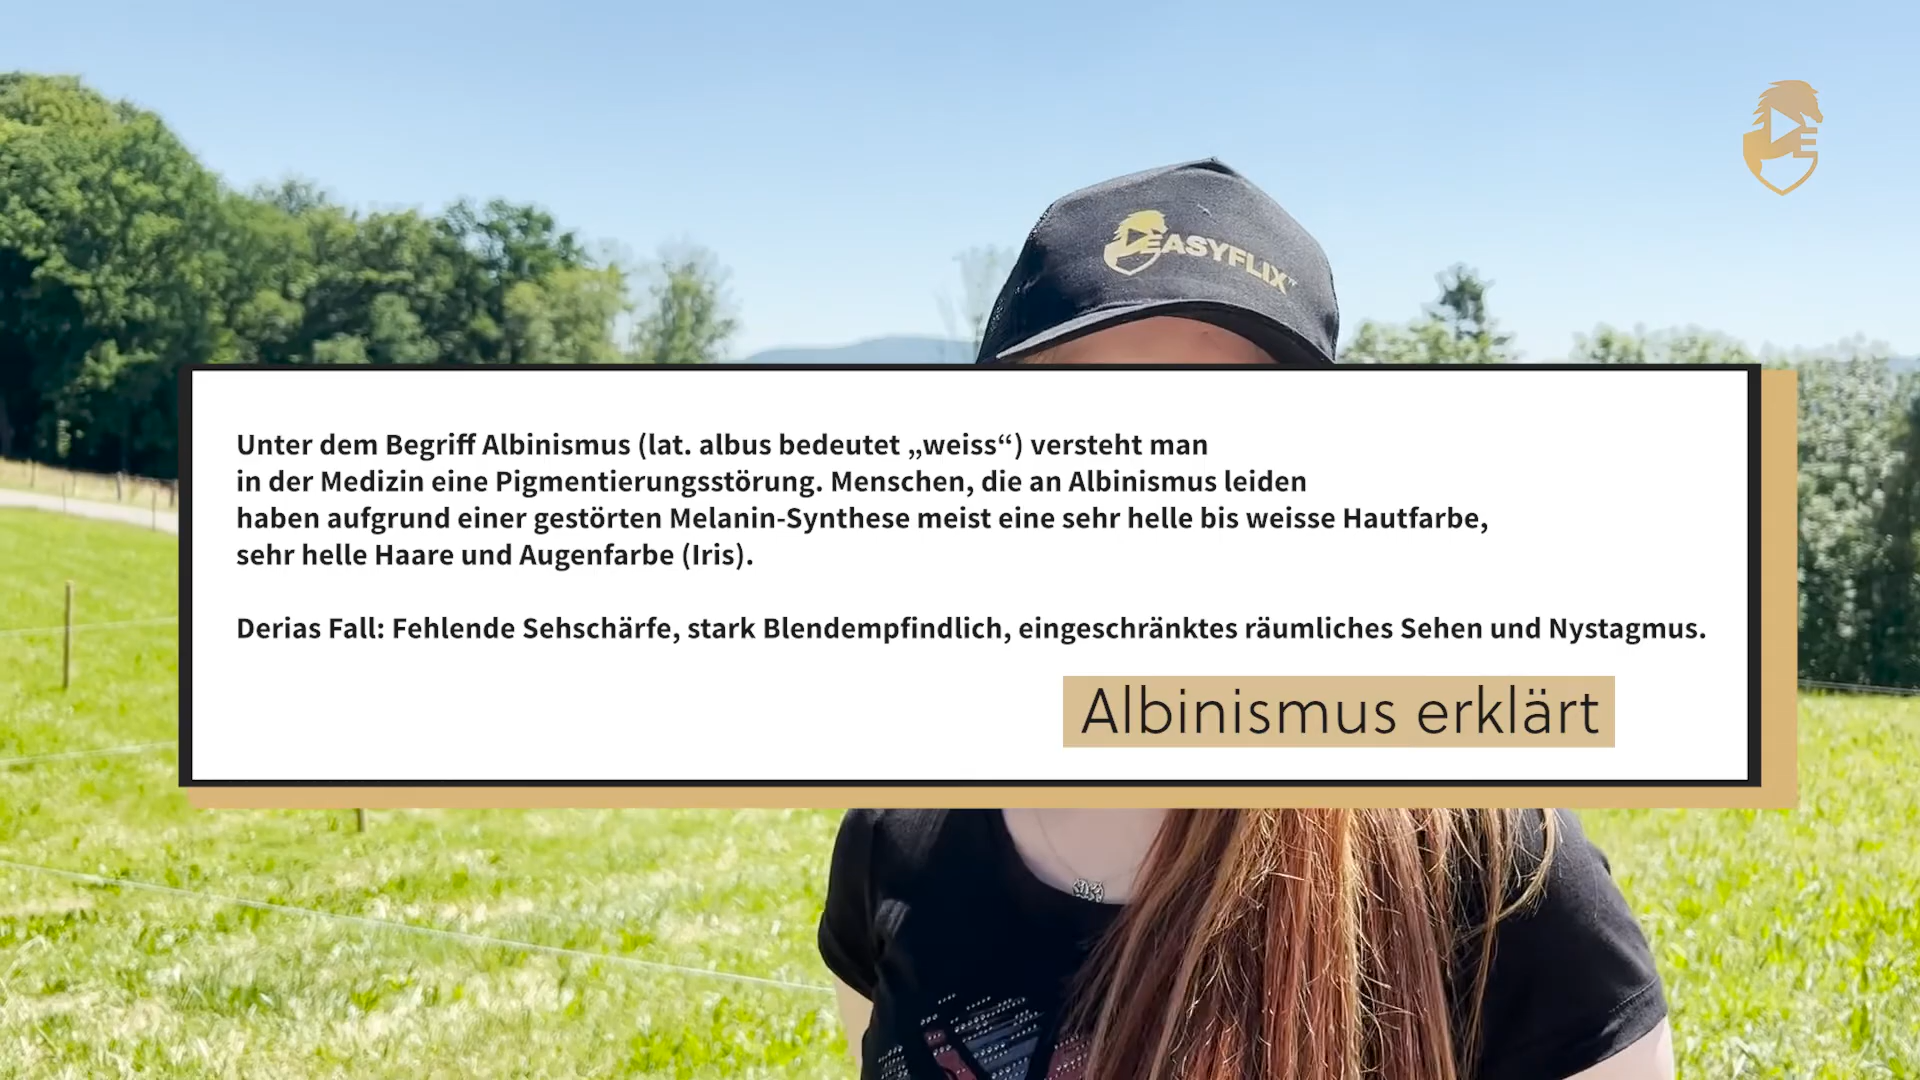 EASYFLIX
Unter dem Begriff Albinismus (lat. albus bedeutet „weiss“) versteht man
in der Medizin eine Pigmentierungsstörung. Menschen, die an Albinismus leiden
haben aufgrund einer gestörten Melanin-Synthese meist eine sehr helle bis weisse Hautfarbe,
sehr helle Haare und Augenfarbe (Iris).
Derias Fall: Fehlende Sehschärfe, stark Blendempfindlich, eingeschränktes räumliches Sehen und Nystagmus.
Albinismus erklärt